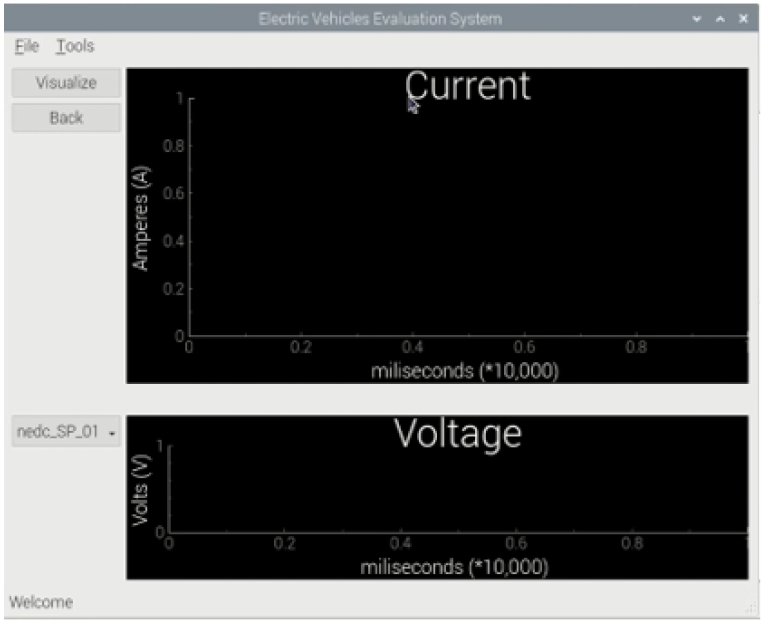 Electric Vehicles Evaluation System
File Tools
Visualize
Back
Current
Amperes (A)
1
0.8
0.6
0.4
0.2
0
0 0.2 0.4 0.6 0.8 1
miliseconds (*10,000)
nedc_SP_01
Voltage
Volts (V)
1
0
0 0.2 0.4 0.6 0.8
miliseconds (*10,000)
Welcome